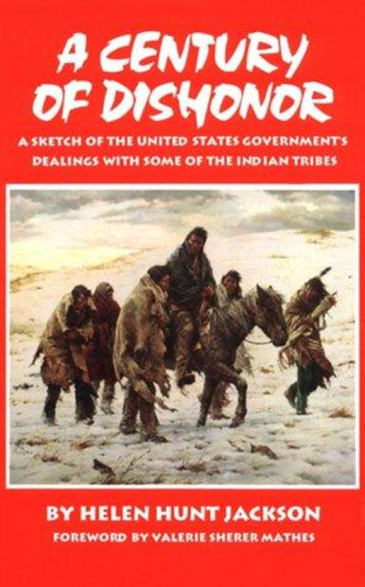 A CENTURY
OF DISHONOR
A SKETCH OF THE UNITED STATES GOVERNMENT'S
DEALINGS WITH SOME OF THE INDIAN TRIBES
BY HELEN HUNT JACKSON
FOREWORD BY VALERIE SHERER MATHES